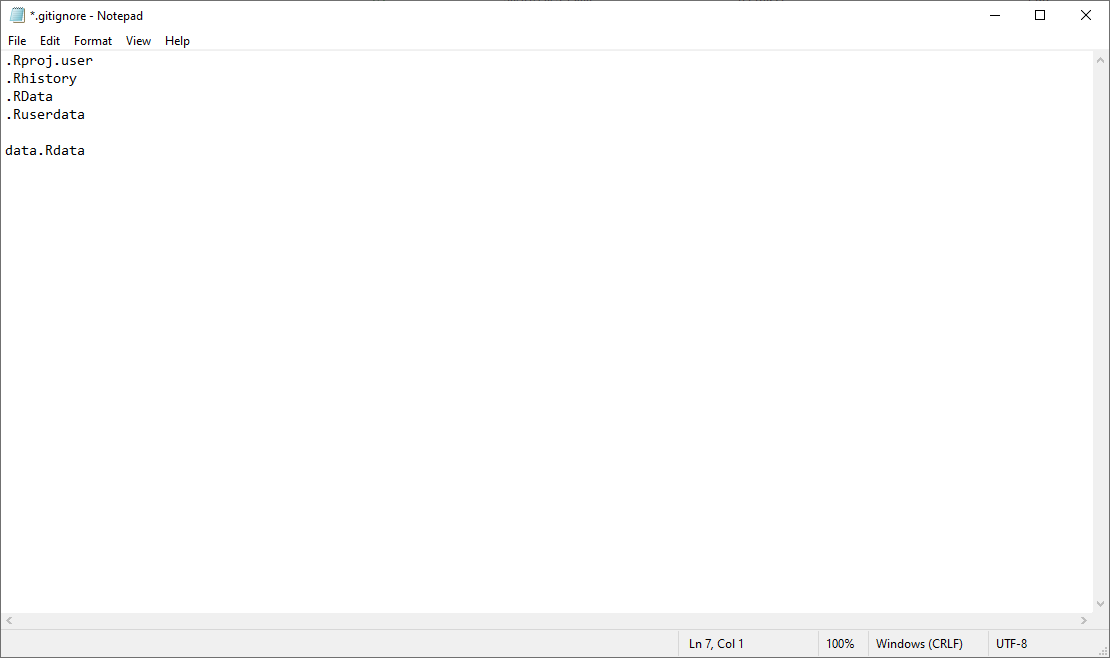 *.gitignore - Notepad
File Edit Format View Help
.Rproj.user
.Rhistory
.RData
.Ruserdata
data.Rdata
Ln 7, Col 1 100% Windows (CRLF) UTF-8